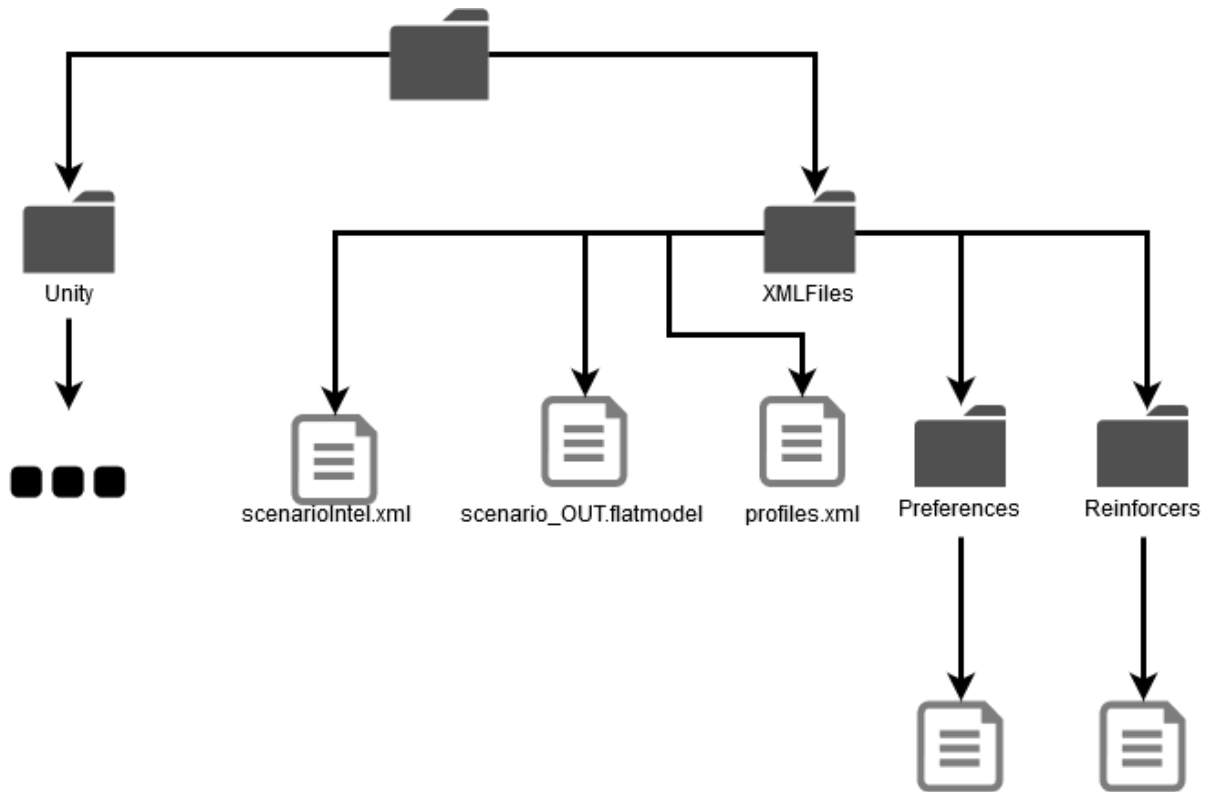 Unity
XMLFiles
scenarioIntel.xml
scenario_OUT.flatmodel
profiles.xml
Preferences
Reinforcers